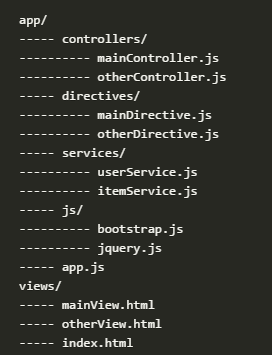 app/
----- controllers/
---------- mainController.js
---------- otherController.js
----- directives/
---------- mainDirective.js
---------- otherDirective.js
----- services/
---------- userService.js
---------- itemService.js
----- js/
---------- bootstrap.js
---------- jquery.js
----- app.js
views/
----- mainView.html
----- otherView.html
----- index.html